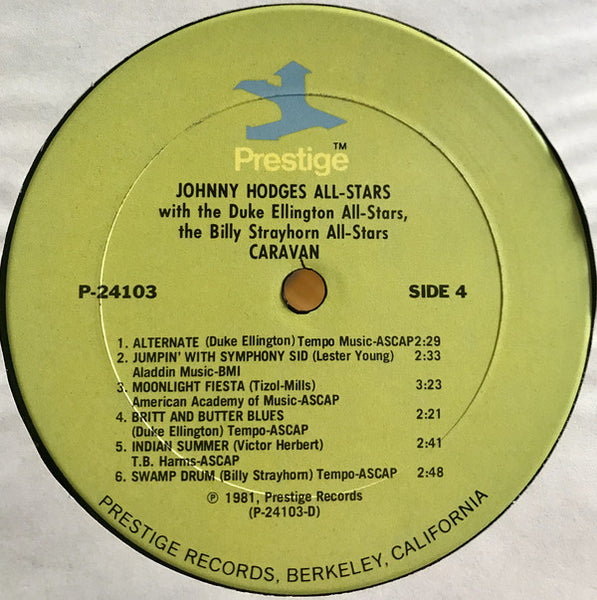 Prestige™
JOHNNY HODGES ALL-STARS
with the Duke Ellington All-Stars,
the Billy Strayhorn All-Stars
CARAVAN
P-24103 SIDE 4
1. ALTERNATE (Duke Ellington) Tempo Music-ASCAP 2:29
2. JUMPIN' WITH SYMPHONY SID (Lester Young) 2:33
Aladdin Music-BMI
3. MOONLIGHT FIESTA (Tizol-Mills) 3:23
American Academy of Music-ASCAP
4. BRITT AND BUTTER BLUES 2:21
(Duke Ellington) Tempo-ASCAP
5. INDIAN SUMMER (Victor Herbert) 2:41
T.B. Harms-ASCAP
6. SWAMP DRUM (Billy Strayhorn) Tempo-ASCAP 2:48
℗ 1981, Prestige Records
(P-24103-D)
PRESTIGE RECORDS, BERKELEY, CALIFORNIA